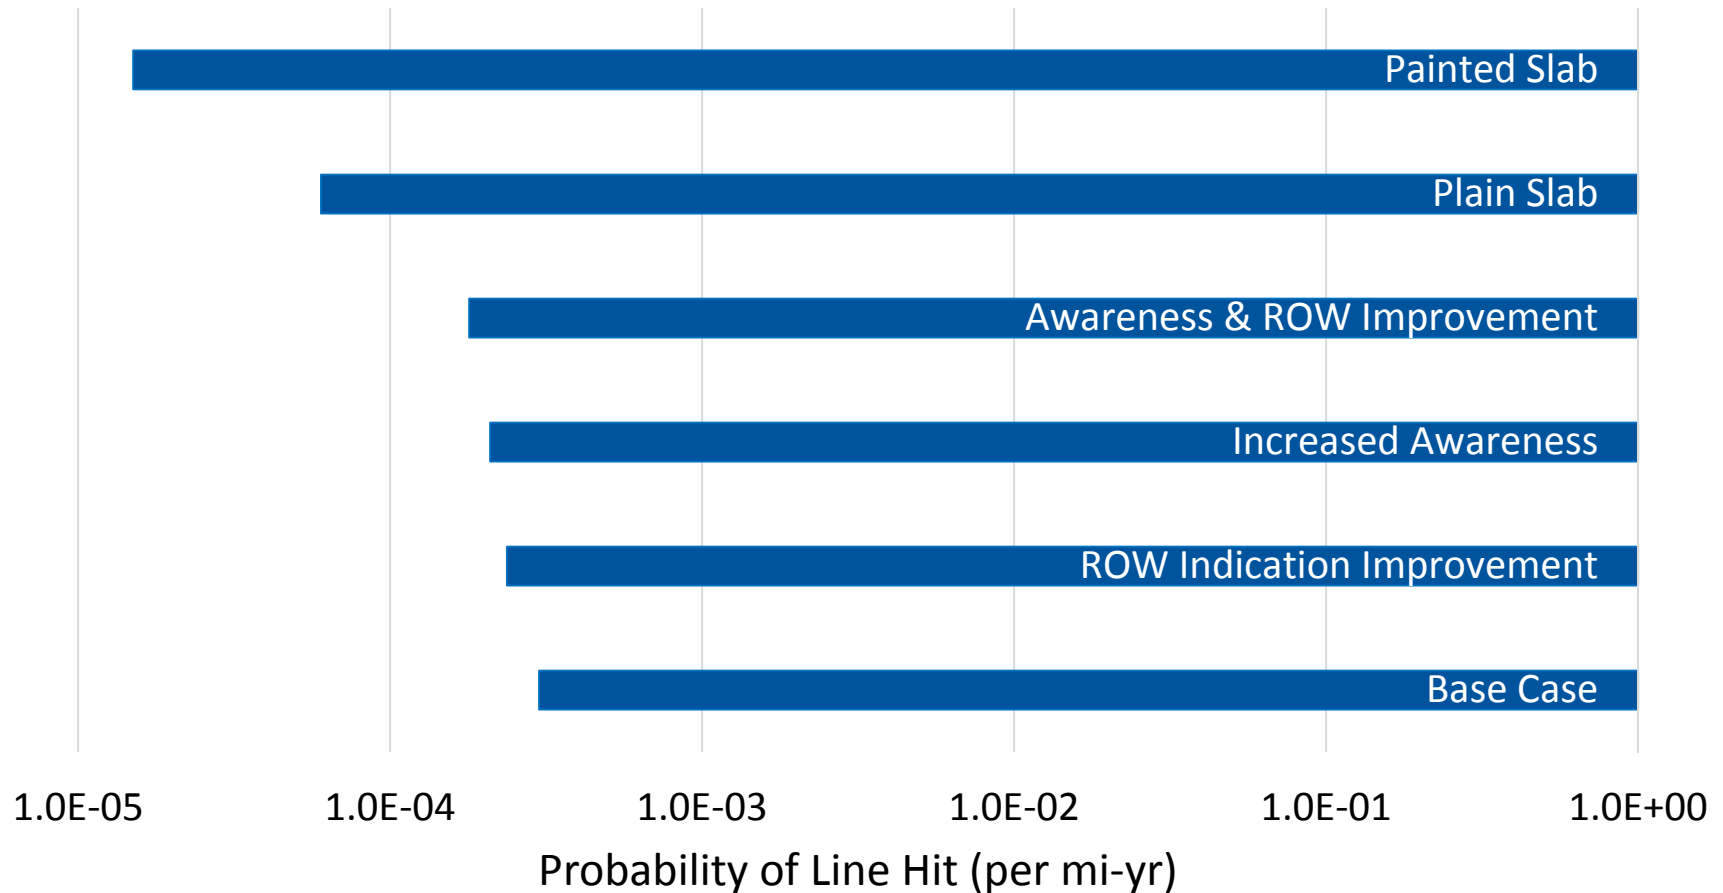 Painted Slab
Plain Slab
Awareness & ROW Improvement
Increased Awareness
ROW Indication Improvement
Base Case
1.0E-05 1.0E-04 1.0E-03 1.0E-02 1.0E-01 1.0E+00
Probability of Line Hit (per mi-yr)